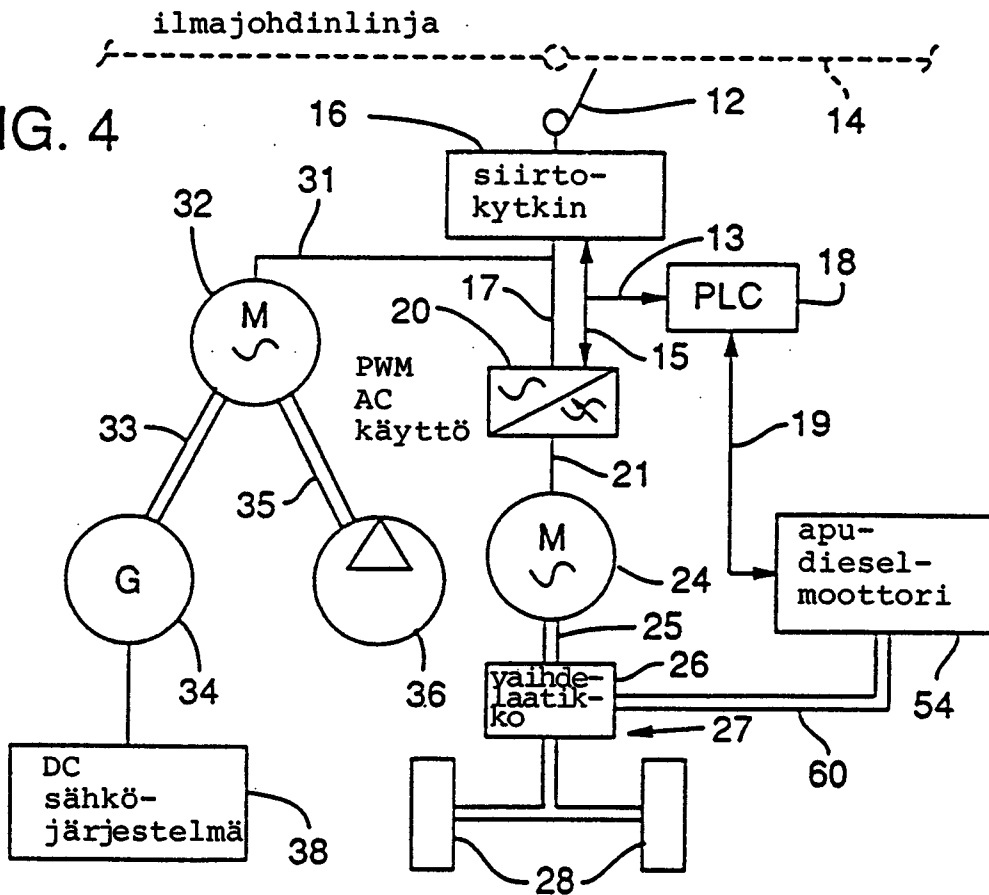 ilmajohdinlinja
IG. 4
12
14
16
siirto-
kytkin
31
32
13
18
PLC
M
17
20
15
PWM
AC
käyttö
33
35
21
19
M
24
apu-
diesel-
moottori
G
25
34
36
26
vaihde-
laatik-
ko
27
54
60
DC
sähkö-
järjestelmä
38
28